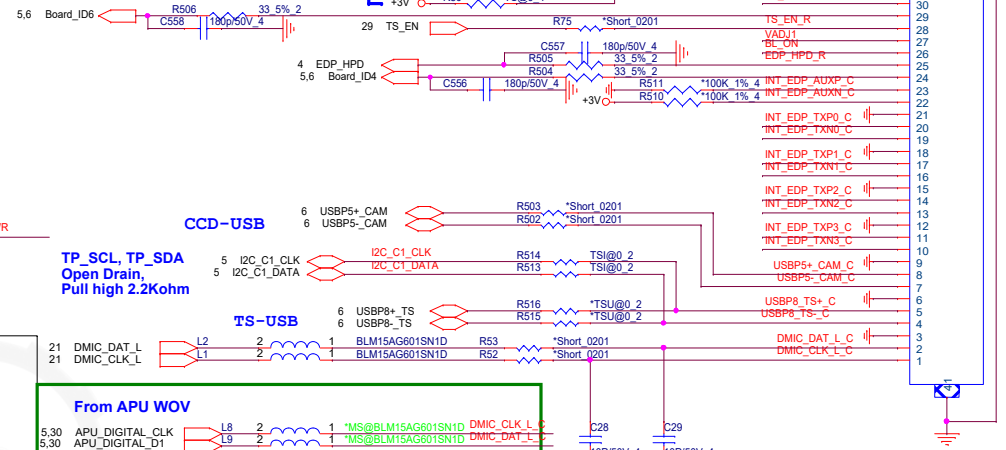 +3V
30
5,6 Board_ID6
R506
33_5%_2
C558
180p/50V_4
29 TS_EN
R75
*Short_0201
TS_EN_R
29
28
VADJ1
27
BL_ON
26
C557
180p/50V_4
4 EDP_HPD
R505
33_5%_2
EDP_HPD_R
25
5,6 Board_ID4
R504
33_5%_2
24
C556
180p/50V_4
R511
*100K_1%_4
INT_EDP_AUXP_C
23
+3V
R510
*100K_1%_4
INT_EDP_AUXN_C
22
21
INT_EDP_TXP0_C
20
INT_EDP_TXN0_C
19
18
INT_EDP_TXP1_C
17
INT_EDP_TXN1_C
16
15
INT_EDP_TXP2_C
14
INT_EDP_TXN2_C
13
12
INT_EDP_TXP3_C
11
INT_EDP_TXN3_C
10
CCD-USB
6 USBP5+_CAM
R503
*Short_0201
6 USBP5-_CAM
R502
*Short_0201
TP_SCL, TP_SDA
Open Drain,
Pull high 2.2Kohm
5 I2C_C1_CLK
I2C_C1_CLK
R514
TSI@0_2
5 I2C_C1_DATA
I2C_C1_DATA
R513
TSI@0_2
9
USBP5+_CAM_C
8
USBP5-_CAM_C
7
TS-USB
6 USBP8+_TS
R516
*TSU@0_2
6 USBP8-_TS
R515
*TSU@0_2
6
USBP8_TS+_C
5
USBP8_TS-_C
4
3
21 DMIC_DAT_L
L2
2
1
BLM15AG601SN1D
R53
*Short_0201
DMIC_DAT_L_C
2
21 DMIC_CLK_L
L1
2
1
BLM15AG601SN1D
R52
*Short_0201
DMIC_CLK_L_C
1
41
From APU WOV
5,30 APU_DIGITAL_CLK
L8
2
1
*MS@BLM15AG601SN1D
DMIC_CLK_L_C
5,30 APU_DIGITAL_D1
L9
2
1
*MS@BLM15AG601SN1D
DMIC_DAT_L_C
C28
C29